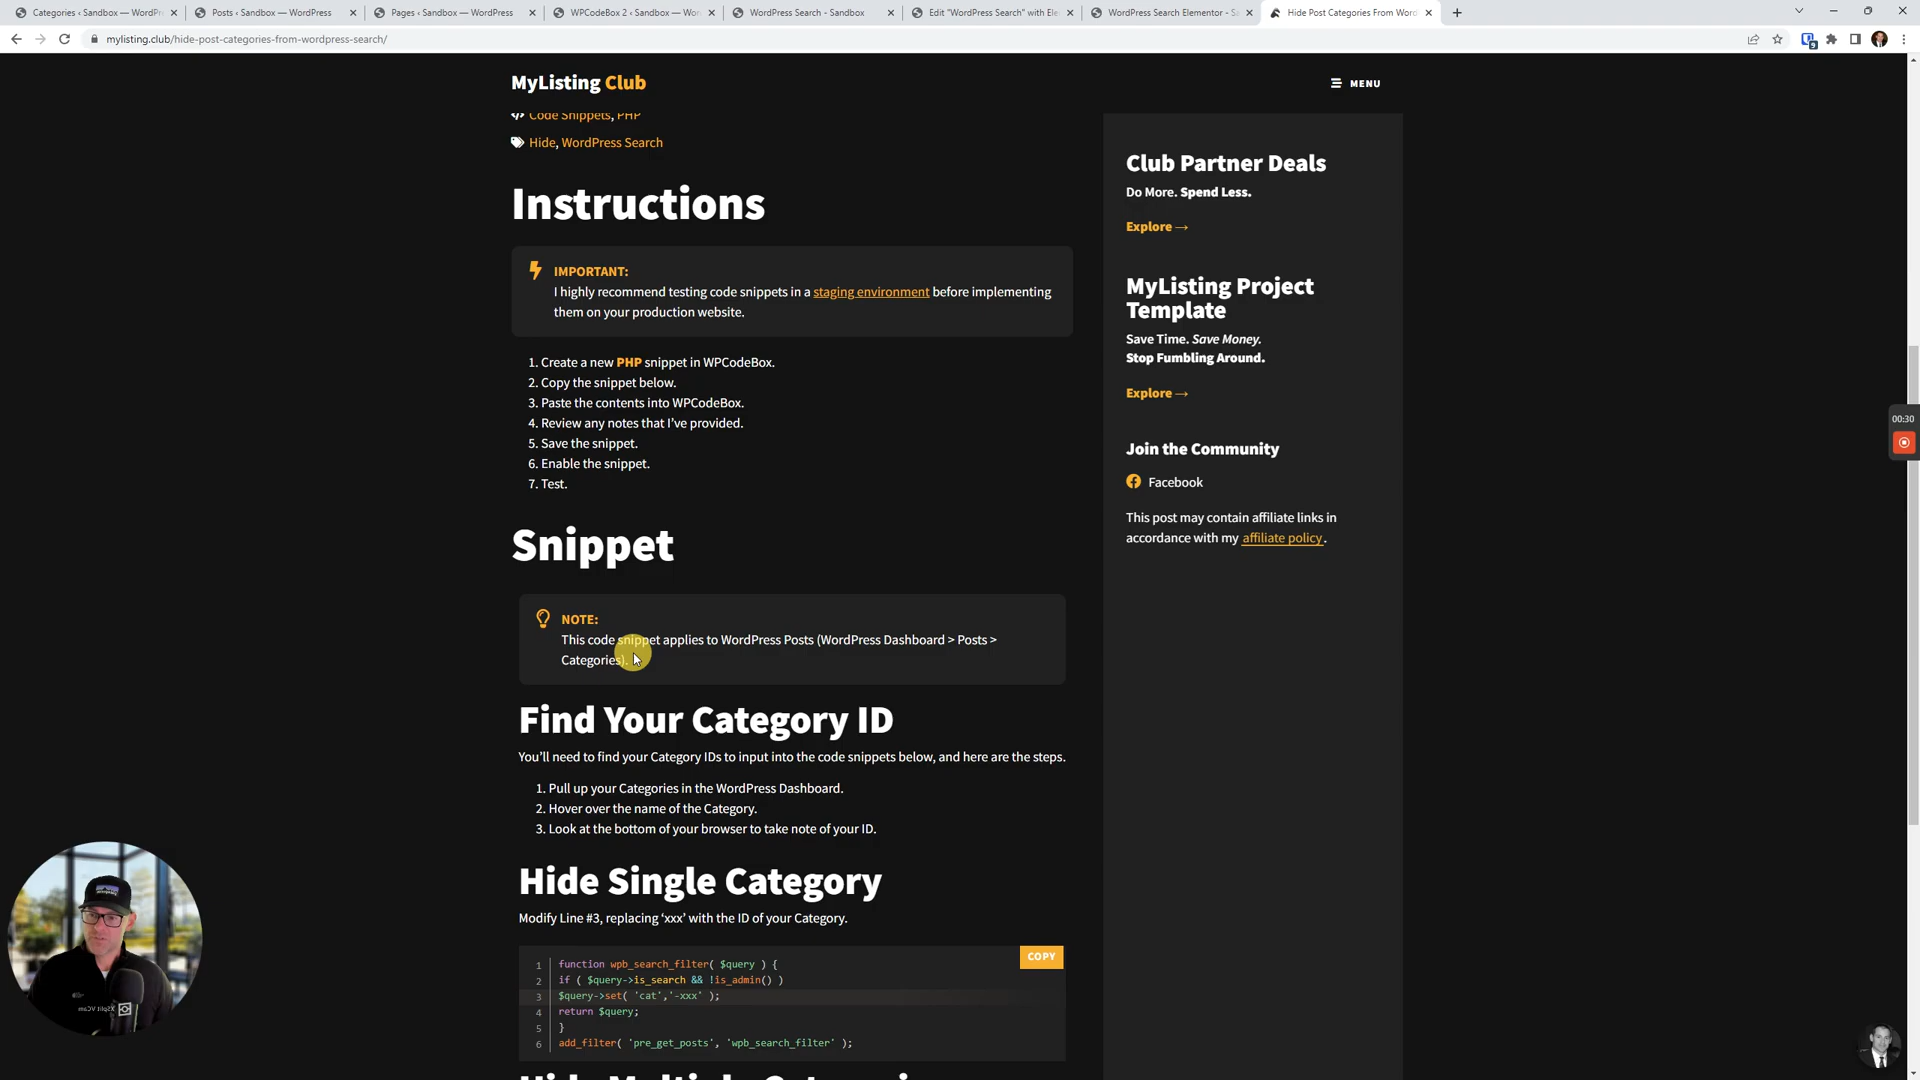 Categories ‹ Sandbox — WordPr
Posts ‹ Sandbox — WordPress
Pages ‹ Sandbox — WordPress
WPCodeBox 2 ‹ Sandbox — Wor
WordPress Search - Sandbox
Edit "WordPress Search" with Ele
WordPress Search Elementor - Sa
Hide Post Categories From Word
mylisting.club/hide-post-categories-from-wordpress-search/
9
MyListing Club
MENU
Code Snippets, PHP
Hide, WordPress Search
Instructions
IMPORTANT:
I highly recommend testing code snippets in a staging environment before implementing
them on your production website.
1. Create a new PHP snippet in WPCodeBox.
2. Copy the snippet below.
3. Paste the contents into WPCodeBox.
4. Review any notes that I've provided.
5. Save the snippet.
6. Enable the snippet.
7. Test.
Snippet
NOTE:
This code snippet applies to WordPress Posts (WordPress Dashboard > Posts >
Categories).
Find Your Category ID
You'll need to find your Category IDs to input into the code snippets below, and here are the steps.
1. Pull up your Categories in the WordPress Dashboard.
2. Hover over the name of the Category.
3. Look at the bottom of your browser to take note of your ID.
Hide Single Category
Modify Line #3, replacing 'xxx' with the ID of your Category.
COPY
1 function wpb_search_filter( $query ) {
2 if ( $query->is_search && !is_admin() )
3 $query->set( 'cat','-xxx' );
4 return $query;
5 }
6 add_filter( 'pre_get_posts', 'wpb_search_filter' );
Club Partner Deals
Do More. Spend Less.
Explore →
MyListing Project
Template
Save Time. Save Money.
Stop Fumbling Around.
Explore →
Join the Community
Facebook
This post may contain affiliate links in
accordance with my affiliate policy.
00:30
XSplit VCam